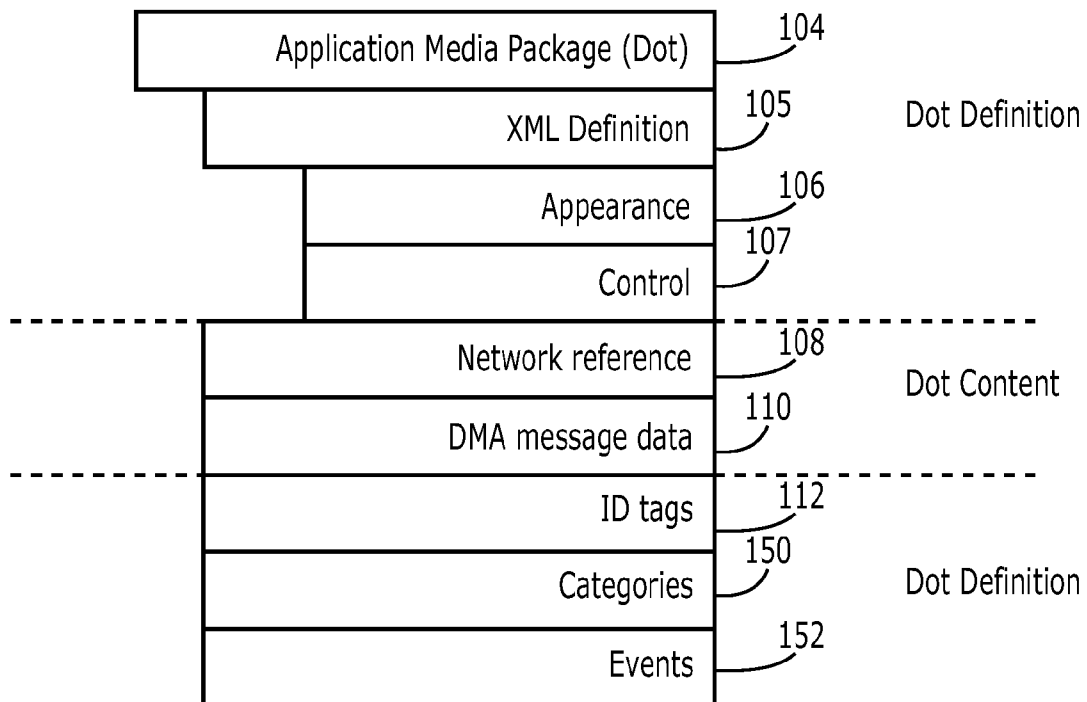 Application Media Package (Dot)
104
XML Definition
105
Dot Definition
Appearance
106
Control
107
Network reference
108
Dot Content
DMA message data
110
ID tags
112
Categories
150
Dot Definition
Events
152